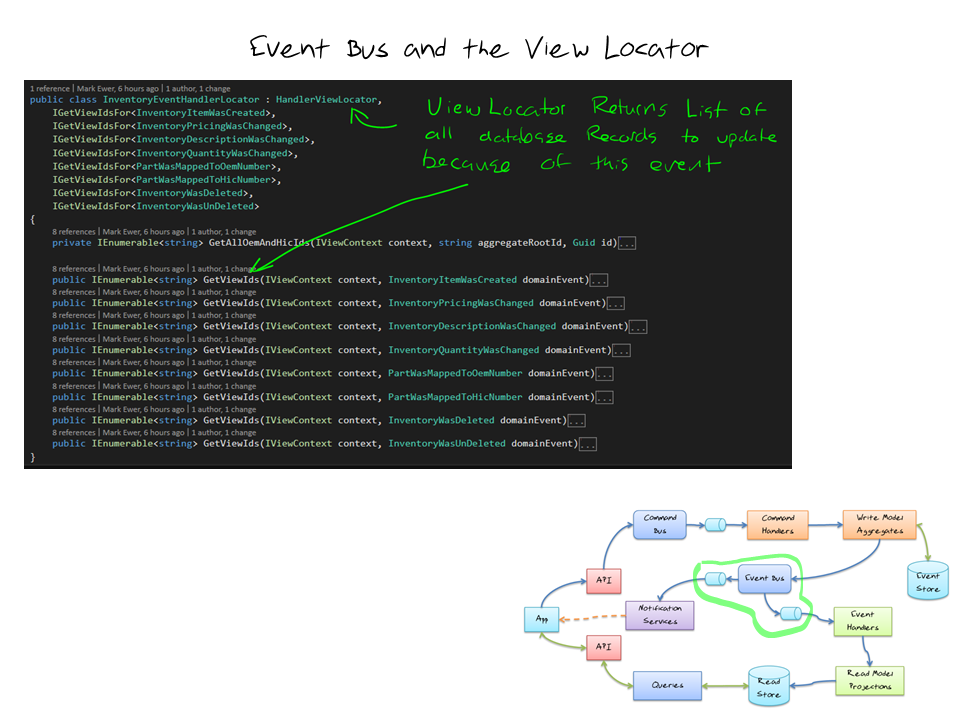 Event Bus and the View Locator
1 reference | Mark Ewer, 6 hours ago | 1 author, 1 change
public class InventoryEventHandlerLocator : HandlerViewLocator,
IGetViewIdsFor<InventoryItemWasCreated>,
IGetViewIdsFor<InventoryPricingWasChanged>,
IGetViewIdsFor<InventoryDescriptionWasChanged>,
IGetViewIdsFor<InventoryQuantityWasChanged>,
IGetViewIdsFor<PartWasMappedToOemNumber>,
IGetViewIdsFor<PartWasMappedToHicNumber>,
IGetViewIdsFor<InventoryWasDeleted>,
IGetViewIdsFor<InventoryWasUnDeleted>
{
View Locator Returns List of
all database Records to update
because of this event
8 references | Mark Ewer, 6 hours ago | 1 author, 1 change
private IEnumerable<string> GetAllOemAndHicIds(IViewContext context, string aggregateRootId, Guid id)...
8 references | Mark Ewer, 6 hours ago | 1 author, 1 change
public IEnumerable<string> GetViewIds(IViewContext context, InventoryItemWasCreated domainEvent)...
8 references | Mark Ewer, 6 hours ago | 1 author, 1 change
public IEnumerable<string> GetViewIds(IViewContext context, InventoryPricingWasChanged domainEvent)...
8 references | Mark Ewer, 6 hours ago | 1 author, 1 change
public IEnumerable<string> GetViewIds(IViewContext context, InventoryDescriptionWasChanged domainEvent)...
8 references | Mark Ewer, 6 hours ago | 1 author, 1 change
public IEnumerable<string> GetViewIds(IViewContext context, InventoryQuantityWasChanged domainEvent)...
8 references | Mark Ewer, 6 hours ago | 1 author, 1 change
public IEnumerable<string> GetViewIds(IViewContext context, PartWasMappedToOemNumber domainEvent)...
8 references | Mark Ewer, 6 hours ago | 1 author, 1 change
public IEnumerable<string> GetViewIds(IViewContext context, PartWasMappedToHicNumber domainEvent)...
8 references | Mark Ewer, 6 hours ago | 1 author, 1 change
public IEnumerable<string> GetViewIds(IViewContext context, InventoryWasDeleted domainEvent)...
8 references | Mark Ewer, 6 hours ago | 1 author, 1 change
public IEnumerable<string> GetViewIds(IViewContext context, InventoryWasUnDeleted domainEvent)...
}
Command
Bus
Command
Handlers
Write Model
Aggregates
Event
Store
API
Event Bus
Notification
Services
App
Event
Handlers
API
Queries
Read
Store
Read Model
Projections